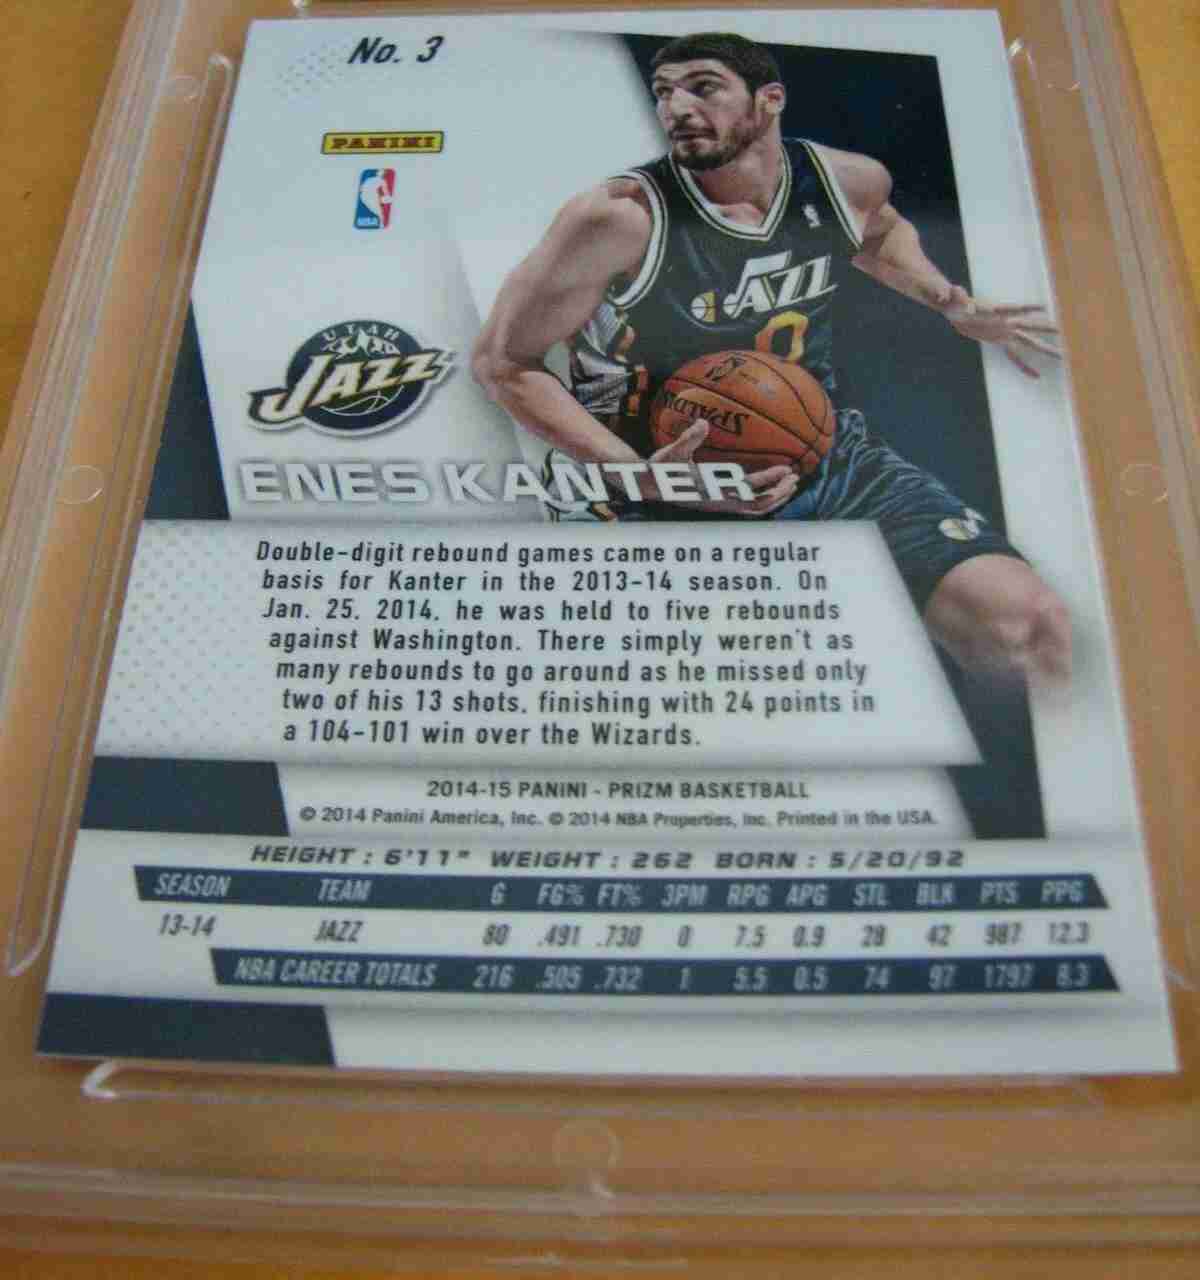 No. 3
PANINI
NBA
UTAH
JAZZ
JAZZ
0
SPALDING
ENES KANTER
Double-digit rebound games came on a regular
basis for Kanter in the 2013-14 season. On
Jan. 25, 2014, he was held to five rebounds
against Washington. There simply weren't as
many rebounds to go around as he missed only
two of his 13 shots, finishing with 24 points in
a 104-101 win over the Wizards.
2014-15 PANINI - PRIZM BASKETBALL
© 2014 Panini America, Inc. © 2014 NBA Properties, Inc. Printed in the USA.
HEIGHT : 6'11" WEIGHT : 262 BORN : 5/20/92
SEASON TEAM G FG% FT% 3PM RPG APG STL BLK PTS PPG
13-14 JAZZ 80 .491 .730 0 7.5 0.9 28 42 987 12.3
NBA CAREER TOTALS 216 .505 .732 1 5.5 0.5 74 97 1797 8.3